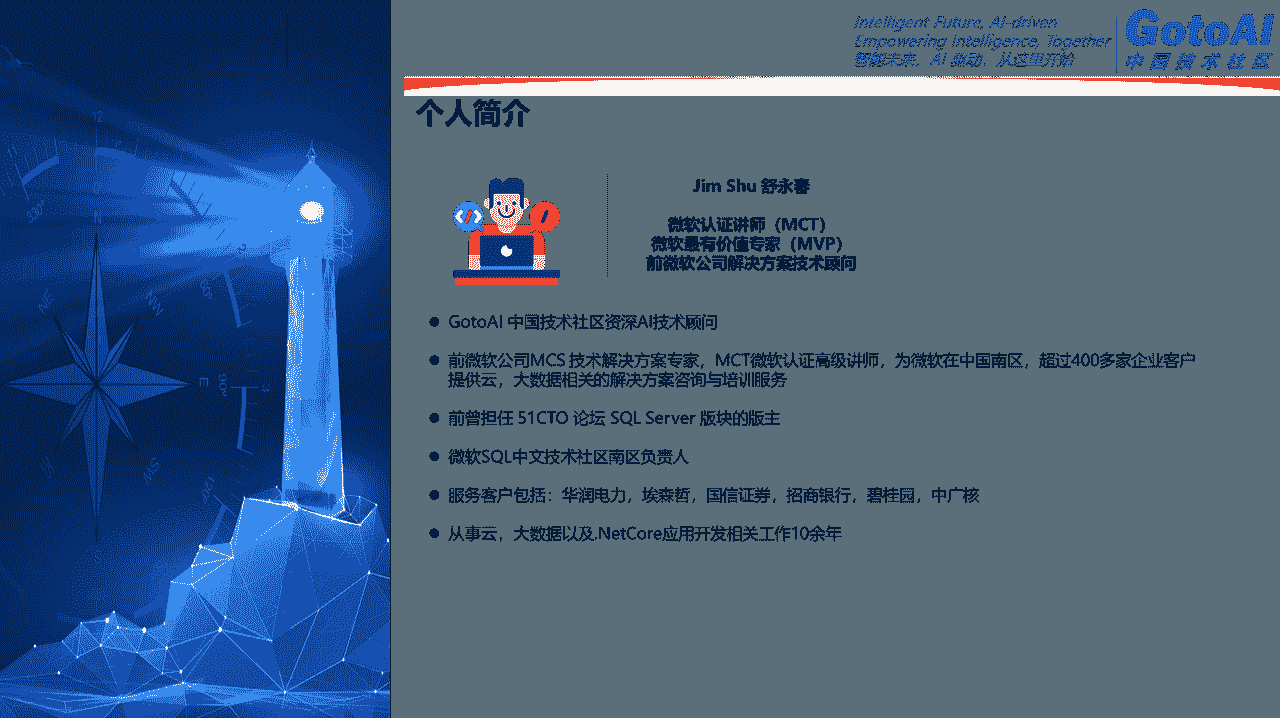 Intelligent Future, AI-driven
Empowering Intelligence, Together
智能未来，AI 驱动，从这里开始
GotoAI
中国技术社区
个人简介
Jim Shu 舒永春
微软认证讲师（MCT）
微软最有价值专家（MVP）
前微软公司解决方案技术顾问
● GotoAI 中国技术社区资深AI技术顾问
● 前微软公司MCS 技术解决方案专家，MCT微软认证高级讲师，为微软在中国南区，超过400多家企业客户
提供云，大数据相关的解决方案咨询与培训服务
● 前曾担任 51CTO 论坛 SQL Server 版块的版主
● 微软SQL中文技术社区南区负责人
● 服务客户包括：华润电力，埃森哲，国信证券，招商银行，碧桂园，中广核
● 从事云，大数据以及.NetCore应用开发相关工作10余年
12
11
330°
N
NE
NW
3
60°
E
90°
3
SW
120°